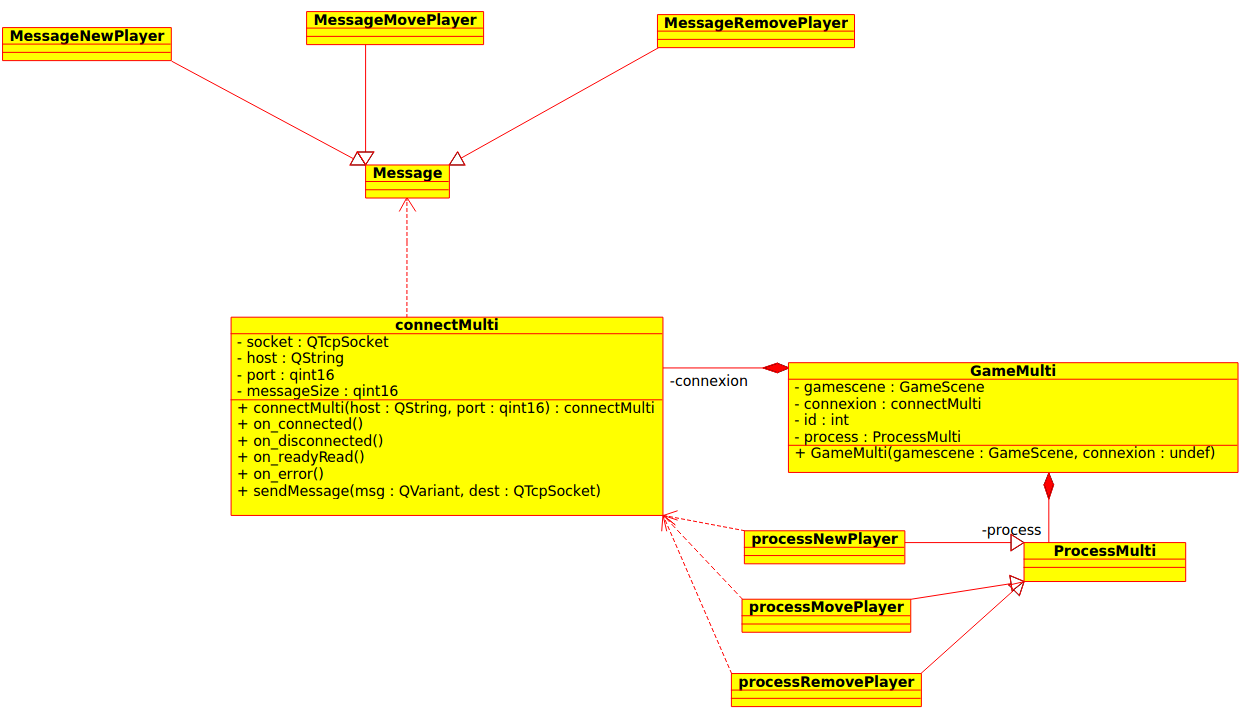 MessageNewPlayer
MessageMovePlayer
MessageRemovePlayer
Message
connectMulti
- socket : QTcpSocket
- host : QString
- port : qint16
- messageSize : qint16
+ connectMulti(host : QString, port : qint16) : connectMulti
+ on_connected()
+ on_disconnected()
+ on_readyRead()
+ on_error()
+ sendMessage(msg : QVariant, dest : QTcpSocket)
-connexion
GameMulti
- gamescene : GameScene
- connexion : connectMulti
- id : int
- process : ProcessMulti
+ GameMulti(gamescene : GameScene, connexion : undef)
-process
processNewPlayer
ProcessMulti
processMovePlayer
processRemovePlayer